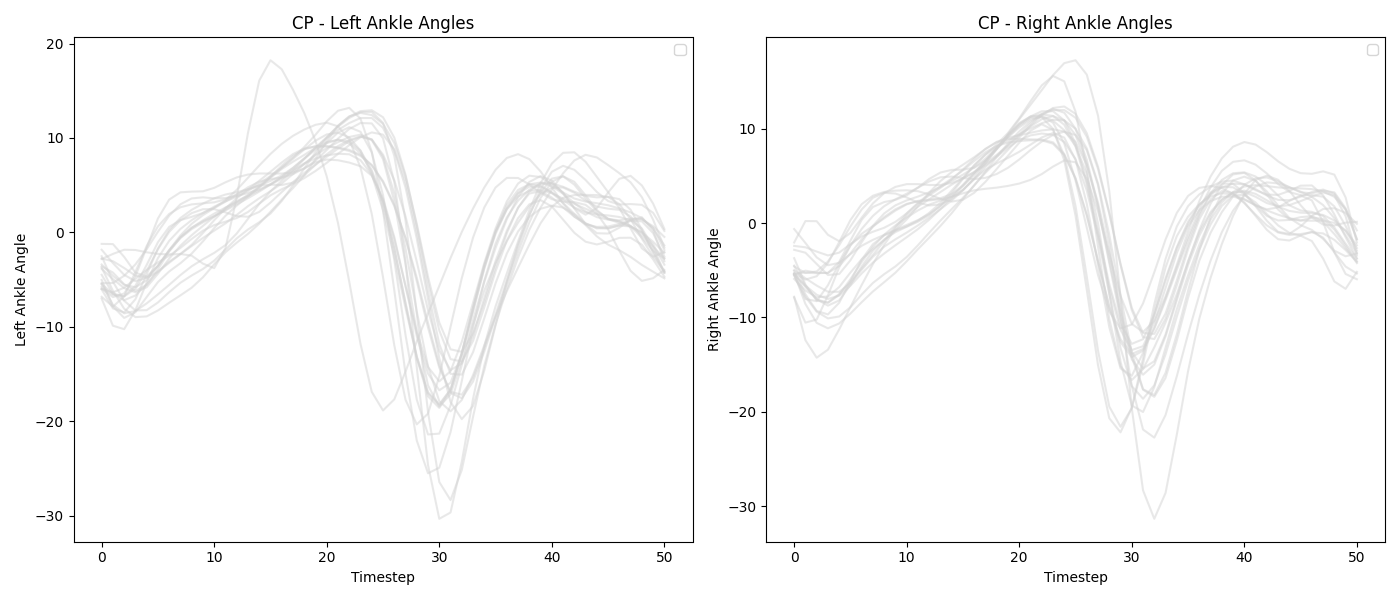 CP - Left Ankle Angles
20
10
0
−10
−20
−30
Left Ankle Angle
0 10 20 30 40 50
Timestep
CP - Right Ankle Angles
10
0
−10
−20
−30
Right Ankle Angle
0 10 20 30 40 50
Timestep